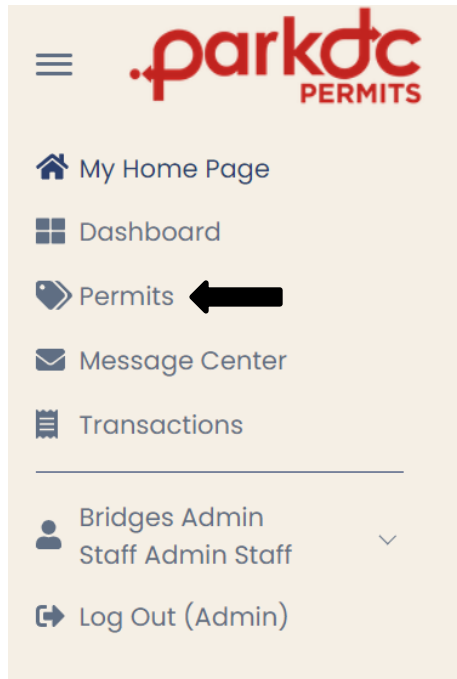 parkdc
PERMITS
My Home Page
Dashboard
Permits
Message Center
Transactions
Bridges Admin
Staff Admin Staff
Log Out (Admin)